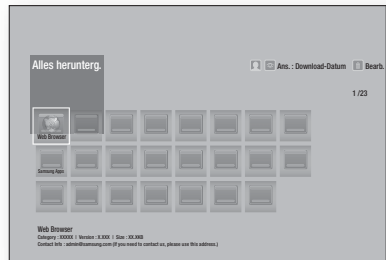 Alles herunterg.
Ans. : Download-Datum Bearb.
1 /23
Web Browser
Samsung Apps
Web Browser
Category : XXXXX | Version : X.XXX | Size : XX.XMB
Contact Info : admin@samsung.com (if you need to contact us, please use this address.)